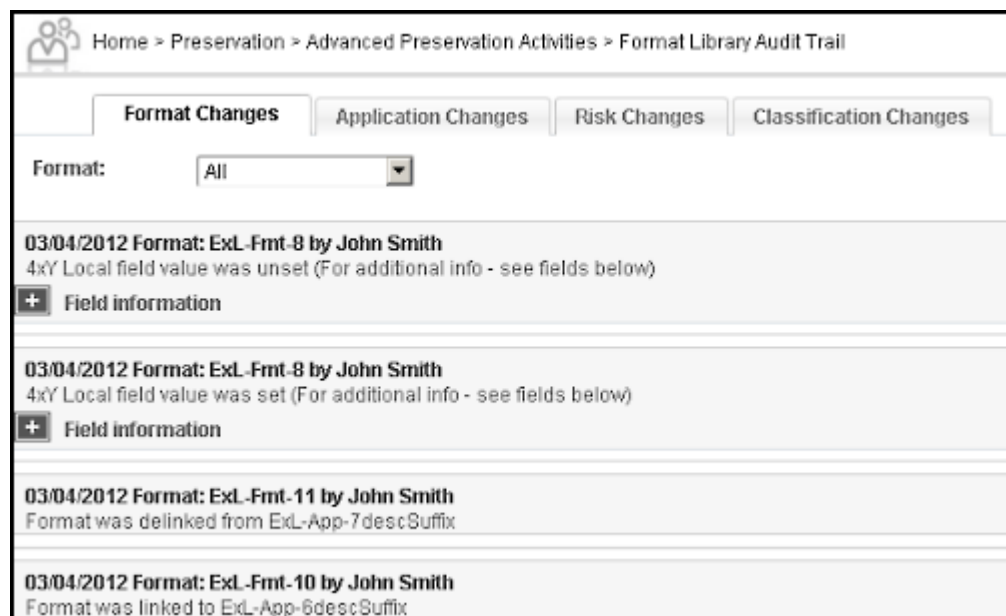 Home > Preservation > Advanced Preservation Activities > Format Library Audit Trail
Format Changes Application Changes Risk Changes Classification Changes
Format: All
03/04/2012 Format: ExL-Fmt-8 by John Smith
4xY Local field value was unset (For additional info - see fields below)
+ Field information
03/04/2012 Format: ExL-Fmt-8 by John Smith
4xY Local field value was set (For additional info - see fields below)
+ Field information
03/04/2012 Format: ExL-Fmt-11 by John Smith
Format was delinked from ExL-App-7descSuffix
03/04/2012 Format: ExL-Fmt-10 by John Smith
Format was linked to ExL-App-6descSuffix